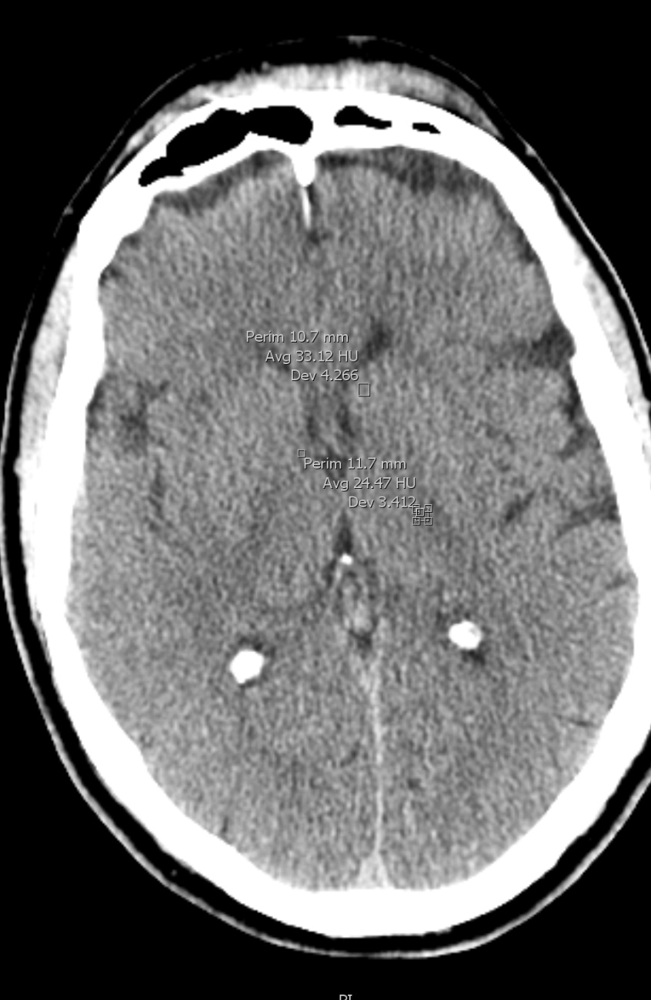 Perim 10.7 mm
Avg 33.12 HU
Dev 4.266
Perim 11.7 mm
Avg 24.47 HU
Dev 3.412